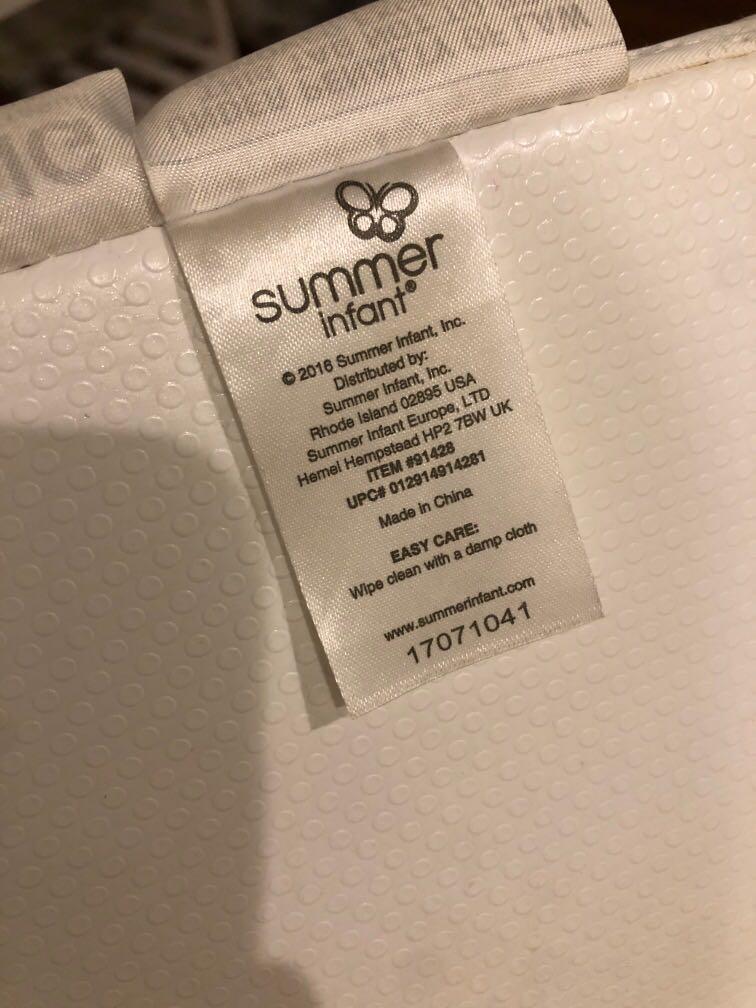 summer
infant®
© 2016 Summer Infant, Inc.
Distributed by:
Summer Infant, Inc.
Rhode Island 02895 USA
Summer Infant Europe, LTD
Hemel Hempstead HP2 7BW UK
ITEM #91428
UPC# 012914914281
Made in China
EASY CARE:
Wipe clean with a damp cloth
www.summerinfant.com
17071041